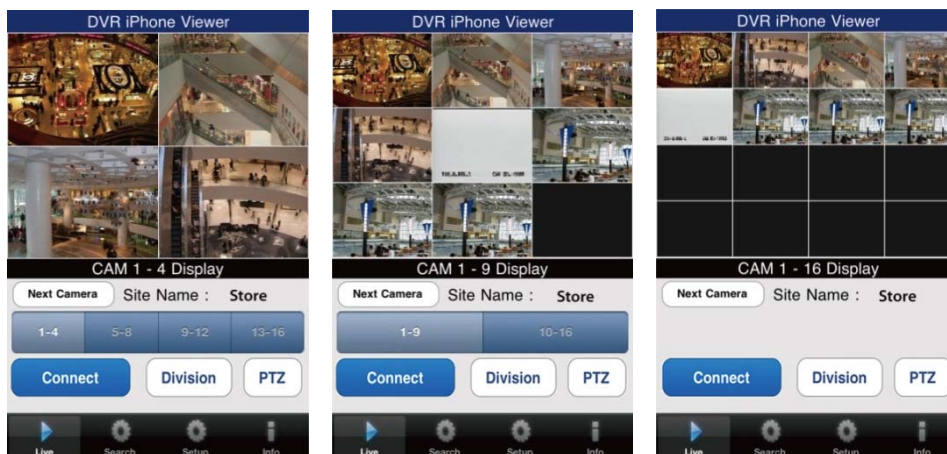 DVR iPhone Viewer
CAM 1 - 4 Display
Next Camera Site Name : Store
1-4 5-8 9-12 13-16
Connect Division PTZ
Live Search Setup Info
DVR iPhone Viewer
CAM 1 - 9 Display
Next Camera Site Name : Store
1-9 10-16
Connect Division PTZ
Live Search Setup Info
DVR iPhone Viewer
CAM 1 - 16 Display
Next Camera Site Name : Store
Connect Division PTZ
Live Search Setup Info